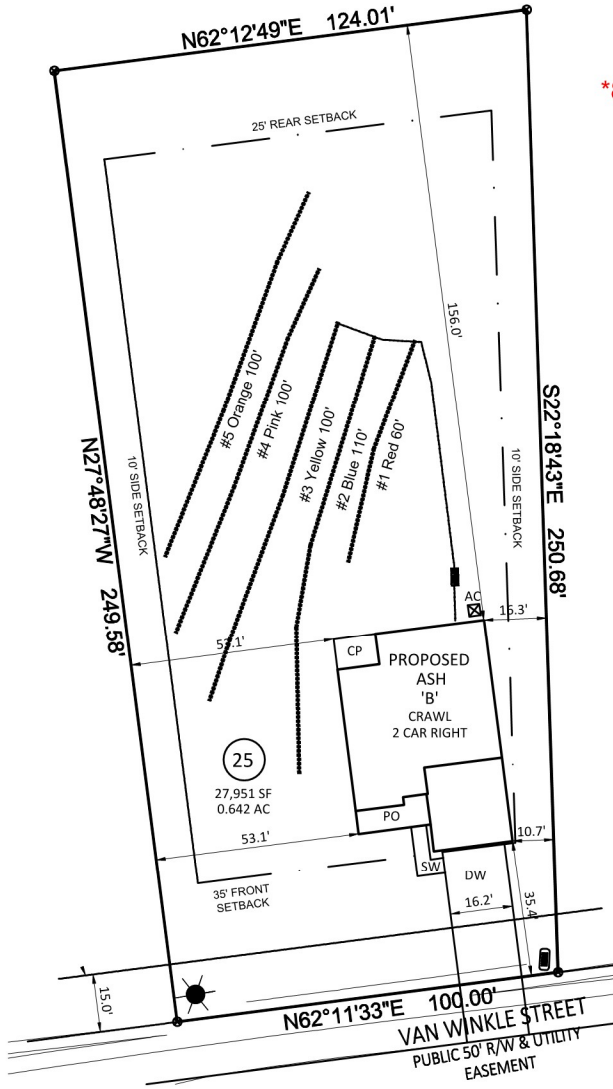 N62°12'49"E 124.01'
25' REAR SETBACK
156.0'
#5 Orange 100'
#4 Pink 100'
#3 Yellow 100'
#2 Blue 110'
#1 Red 60'
N27°48'27"W 249.58'
10' SIDE SETBACK
S22°18'43"E 250.68'
10' SIDE SETBACK
AC
53.1'
CP
PROPOSED
ASH
'B'
CRAWL
2 CAR RIGHT
25
27,951 SF
0.642 AC
PO
53.1'
10.7'
SW
DW
16.2'
35.4'
35' FRONT
SETBACK
15.0'
N62°11'33"E 100.00'
VAN WINKLE STREET
PUBLIC 50' R/W & UTILITY
EASEMENT